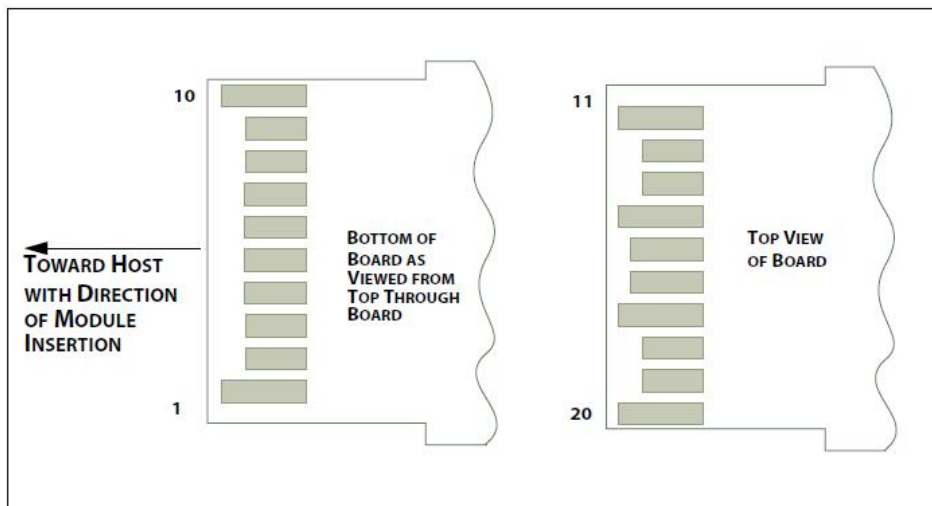 10
1
TOWARD HOST
WITH DIRECTION
OF MODULE
INSERTION
BOTTOM OF
BOARD AS
VIEWED FROM
TOP THROUGH
BOARD
11
20
TOP VIEW
OF BOARD